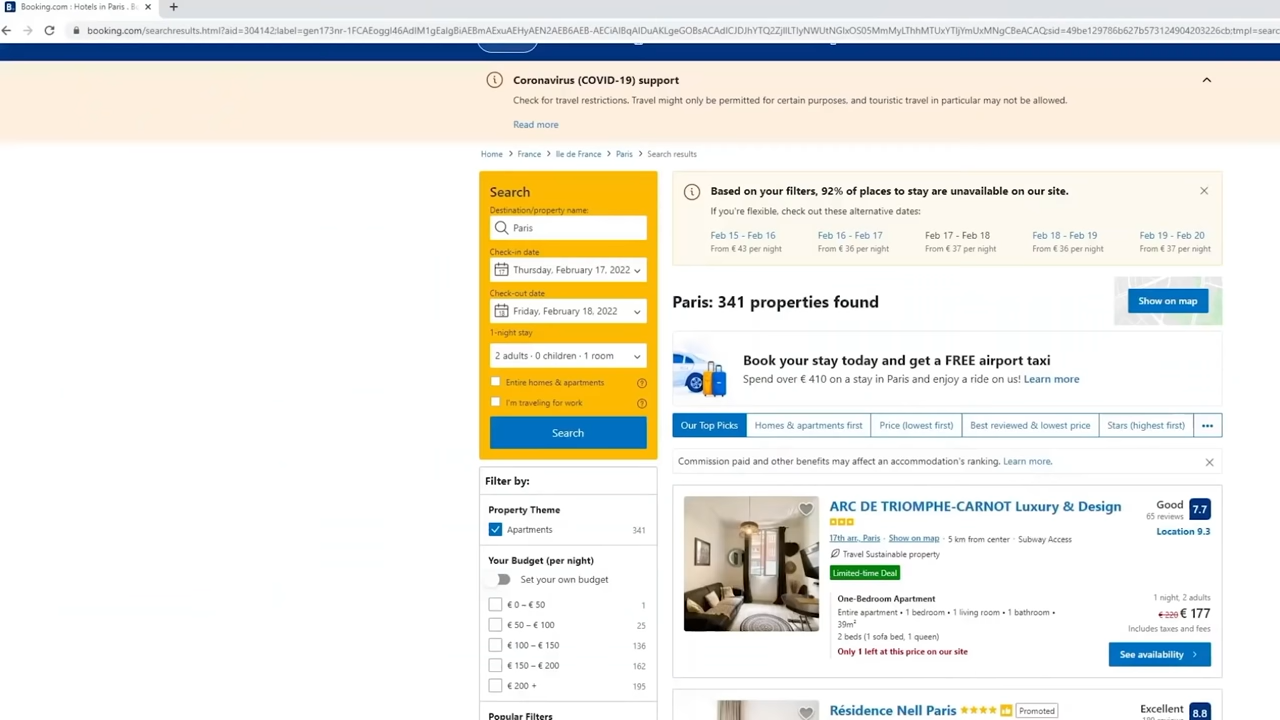 Booking.com : Hotels in Paris . B
Coronavirus (COVID-19) support
Check for travel restrictions. Travel might only be permitted for certain purposes, and touristic travel in particular may not be allowed.
Read more
Home > France > Ile de France > Paris > Search results
Search
Destination/property name:
Paris
Check-in date
Thursday, February 17, 2022
Check-out date
Friday, February 18, 2022
1-night stay
2 adults · 0 children · 1 room
Entire homes & apartments
I'm traveling for work
Search
Filter by:
Property Theme
Apartments 341
Your Budget (per night)
Set your own budget
€ 0 – € 50 1
€ 50 – € 100 25
€ 100 – € 150 136
€ 150 – € 200 162
€ 200 + 195
Popular Filters
Based on your filters, 92% of places to stay are unavailable on our site.
If you're flexible, check out these alternative dates:
Feb 15 - Feb 16 Feb 16 - Feb 17 Feb 17 - Feb 18 Feb 18 - Feb 19 Feb 19 - Feb 20
From € 43 per night From € 36 per night From € 37 per night From € 36 per night From € 37 per night
Paris: 341 properties found
Show on map
Book your stay today and get a FREE airport taxi
Spend over € 410 on a stay in Paris and enjoy a ride on us! Learn more
Our Top Picks Homes & apartments first Price (lowest first) Best reviewed & lowest price Stars (highest first) •••
Commission paid and other benefits may affect an accommodation's ranking. Learn more.
ARC DE TRIOMPHE-CARNOT Luxury & Design
17th arr., Paris · Show on map · 5 km from center · Subway Access
Travel Sustainable property
Limited-time Deal
One-Bedroom Apartment
Entire apartment • 1 bedroom • 1 living room • 1 bathroom •
39m²
2 beds (1 sofa bed, 1 queen)
Only 1 left at this price on our site
Good 7.7
65 reviews
Location 9.3
1 night, 2 adults
€ 220 € 177
Includes taxes and fees
See availability
Résidence Nell Paris Promoted
Excellent 8.8